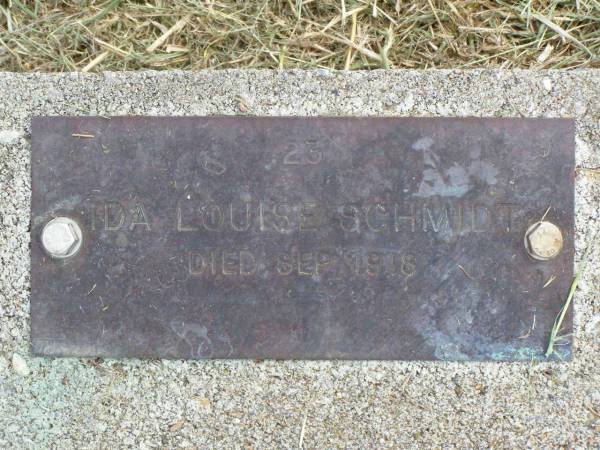 23
IDA LOUISE SCHMIDT
DIED SEP. 1918